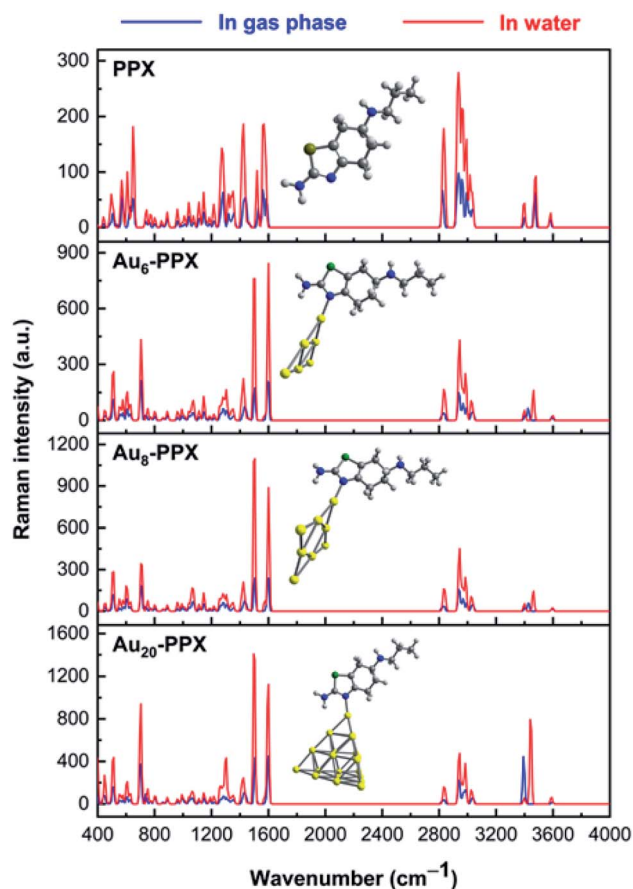 In gas phase In water
PPX
300
200
100
0
Au₆-PPX
900
600
300
0
Au₈-PPX
1200
900
600
300
0
Au₂₀-PPX
1600
1200
800
400
0
Raman intensity (a.u.)
400 800 1200 1600 2000 2400 2800 3200 3600 4000
Wavenumber (cm⁻¹)